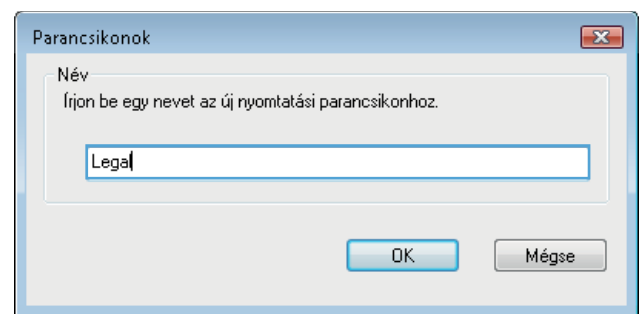 Parancsikonok
Név
Írjon be egy nevet az új nyomtatási parancsikonhoz.
Legal
OK
Mégse